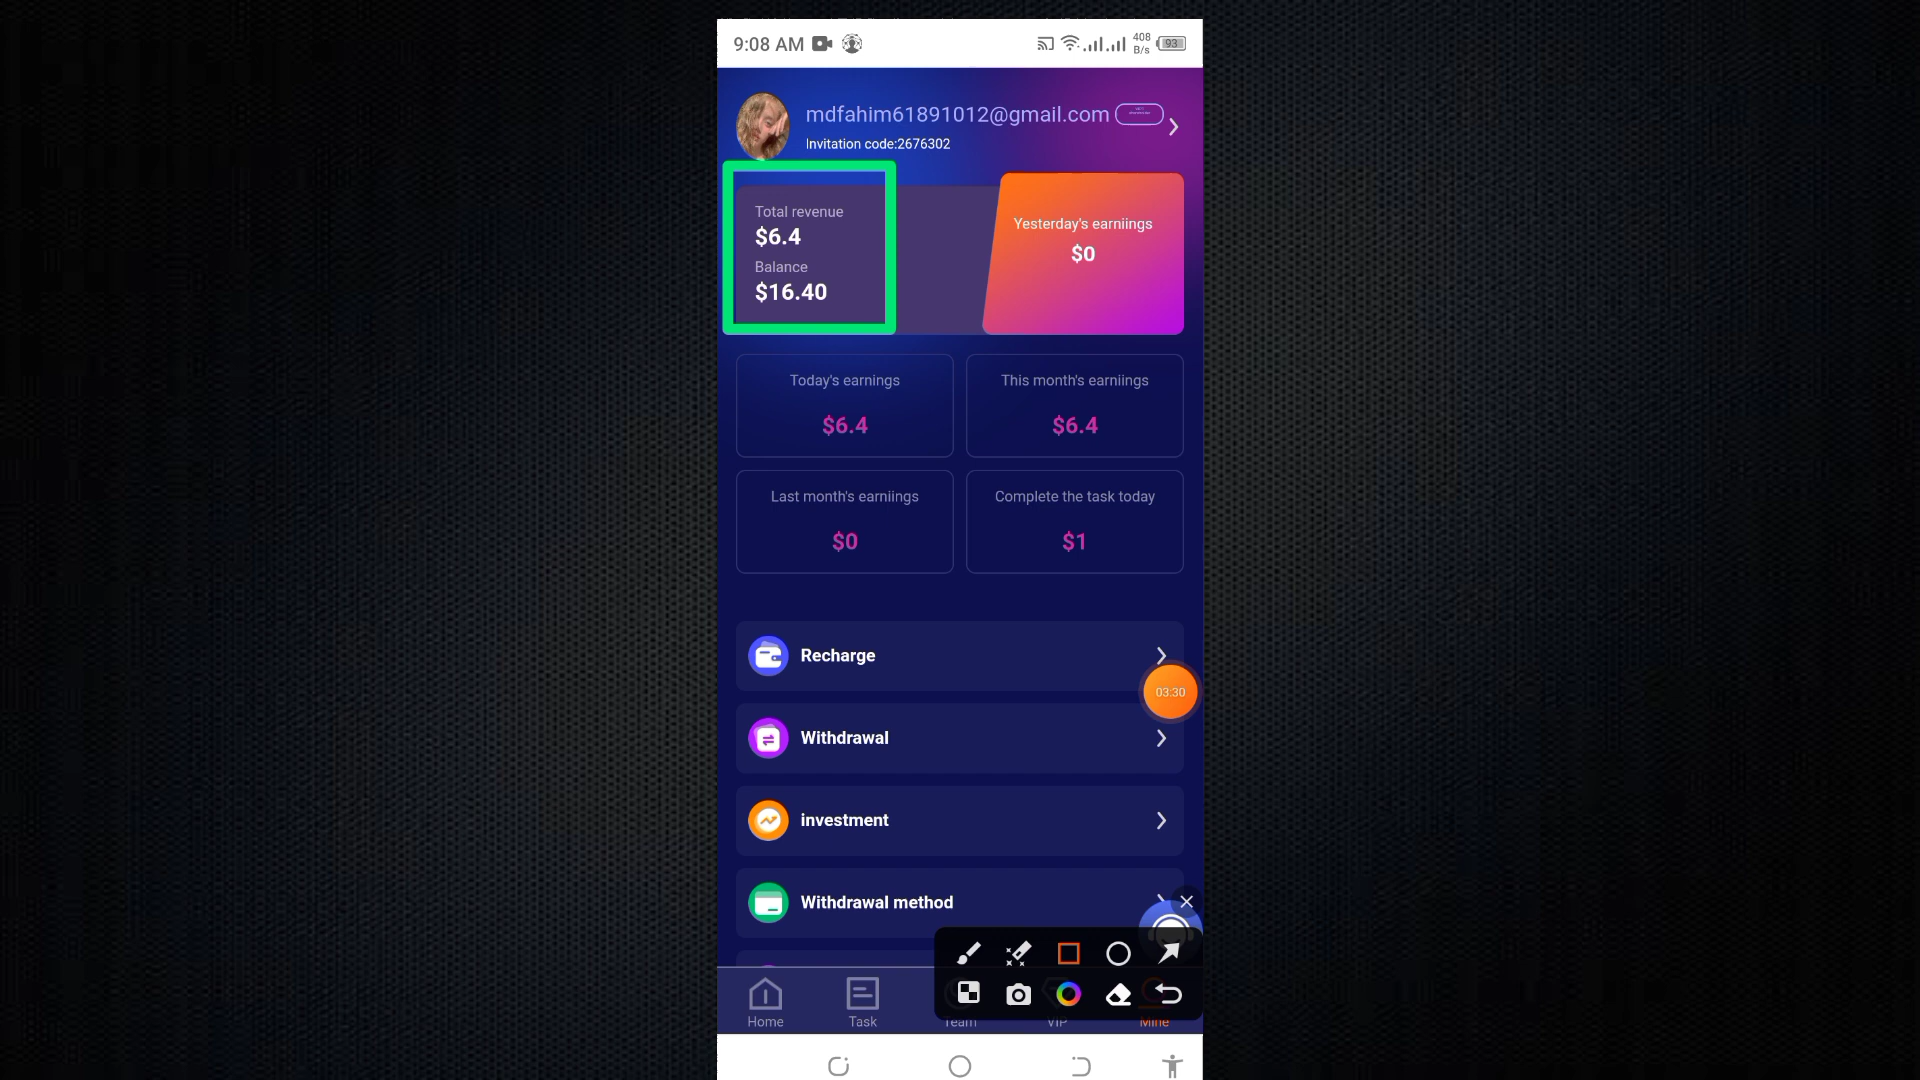 9:08 AM
408
B/s
93
mdfahim61891012@gmail.com
Invitation code:2676302
Total revenue
$6.4
Balance
$16.40
Yesterday's earniings
$0
Today's earnings
$6.4
This month's earniings
$6.4
Last month's earniings
$0
Complete the task today
$1
Recharge
03:30
Withdrawal
investment
Withdrawal method
Home
Task
Team
VIP
Mine